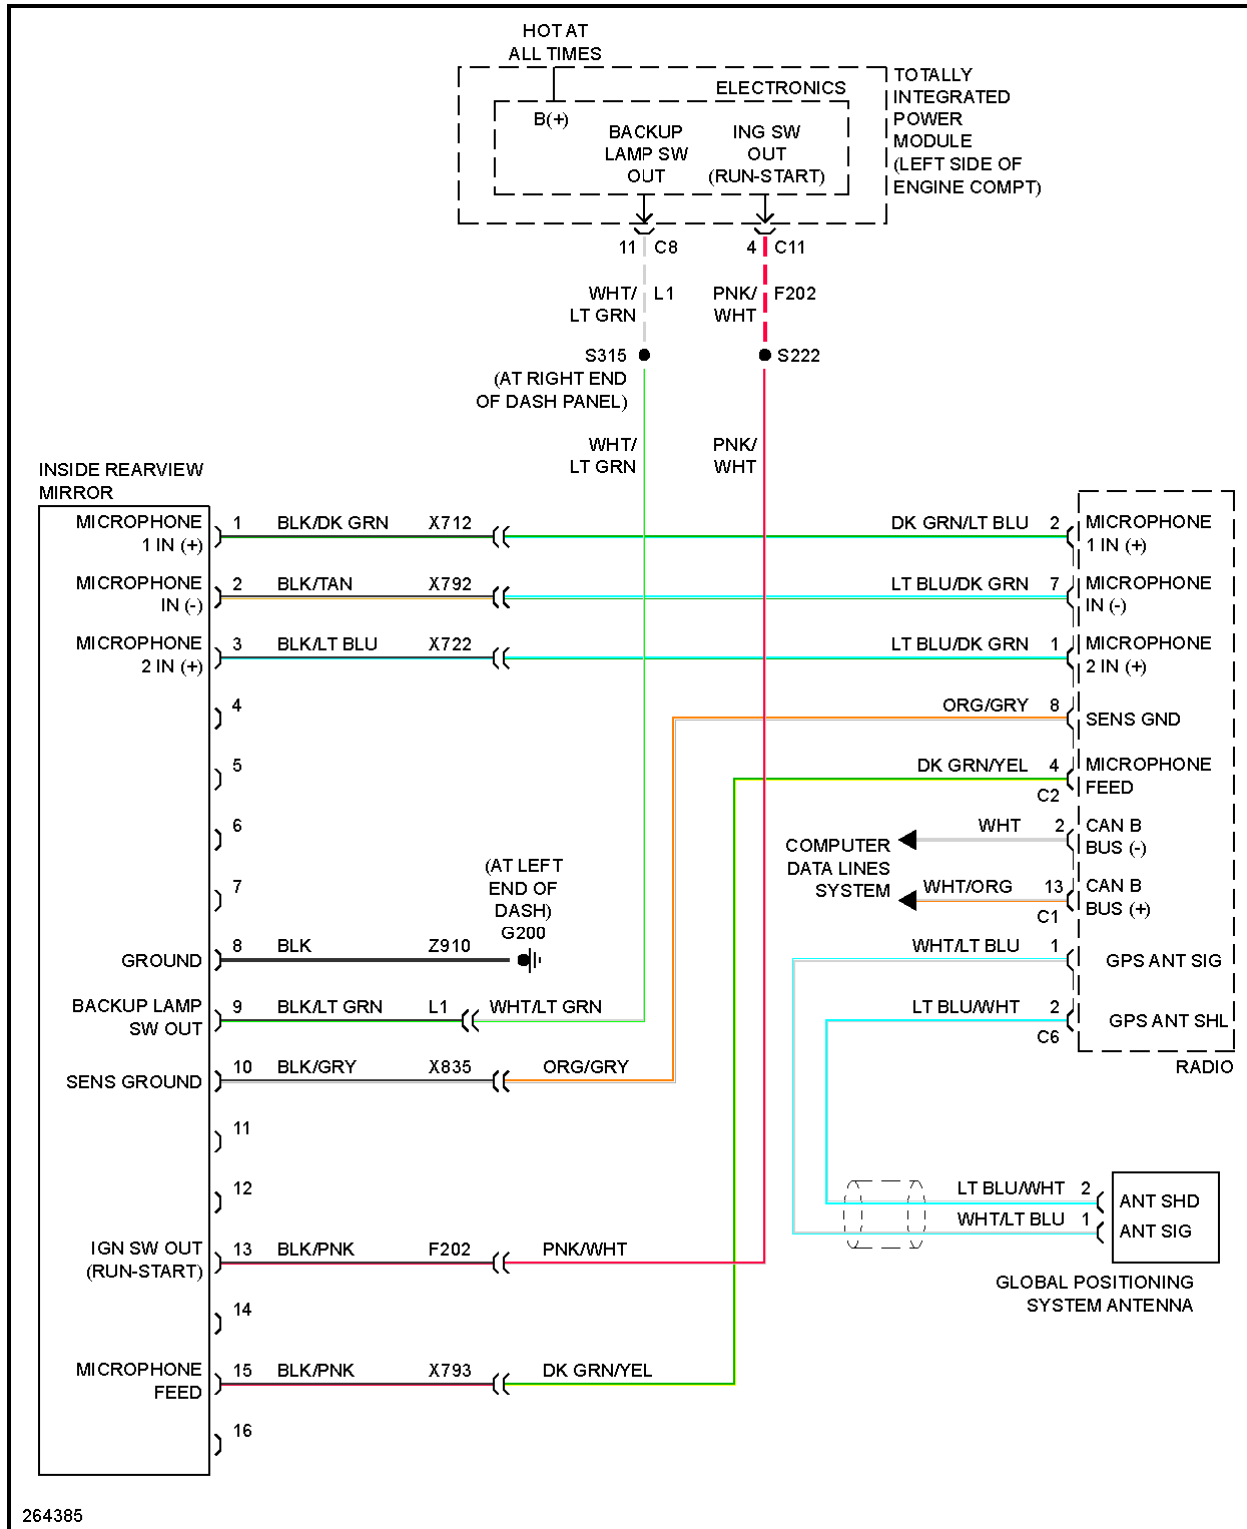 HOT AT
ALL TIMES
ELECTRONICS
B(+)
BACKUP
LAMP SW
OUT
ING SW
OUT
(RUN-START)
TOTALLY
INTEGRATED
POWER
MODULE
(LEFT SIDE OF
ENGINE COMPT)
11 C8
4 C11
WHT/
LT GRN
L1
PNK/
WHT
F202
S315
(AT RIGHT END
OF DASH PANEL)
S222
WHT/
LT GRN
PNK/
WHT
INSIDE REARVIEW
MIRROR
MICROPHONE
1 IN (+)
1 BLK/DK GRN X712
DK GRN/LT BLU 2
MICROPHONE
1 IN (+)
MICROPHONE
IN (-)
2 BLK/TAN X792
LT BLU/DK GRN 7
MICROPHONE
IN (-)
MICROPHONE
2 IN (+)
3 BLK/LT BLU X722
LT BLU/DK GRN 1
MICROPHONE
2 IN (+)
4
ORG/GRY 8
SENS GND
5
DK GRN/YEL 4
C2
MICROPHONE
FEED
6
COMPUTER
DATA LINES
SYSTEM
WHT 2
CAN B
BUS (-)
7
WHT/ORG 13
C1
CAN B
BUS (+)
(AT LEFT
END OF
DASH)
G200
GROUND
8 BLK Z910
WHT/LT BLU 1
GPS ANT SIG
BACKUP LAMP
SW OUT
9 BLK/LT GRN L1 WHT/LT GRN
LT BLU/WHT 2
C6
GPS ANT SHL
RADIO
SENS GROUND
10 BLK/GRY X835 ORG/GRY
11
12
LT BLU/WHT 2
ANT SHD
WHT/LT BLU 1
ANT SIG
GLOBAL POSITIONING
SYSTEM ANTENNA
IGN SW OUT
(RUN-START)
13 BLK/PNK F202 PNK/WHT
14
MICROPHONE
FEED
15 BLK/PNK X793 DK GRN/YEL
16
264385